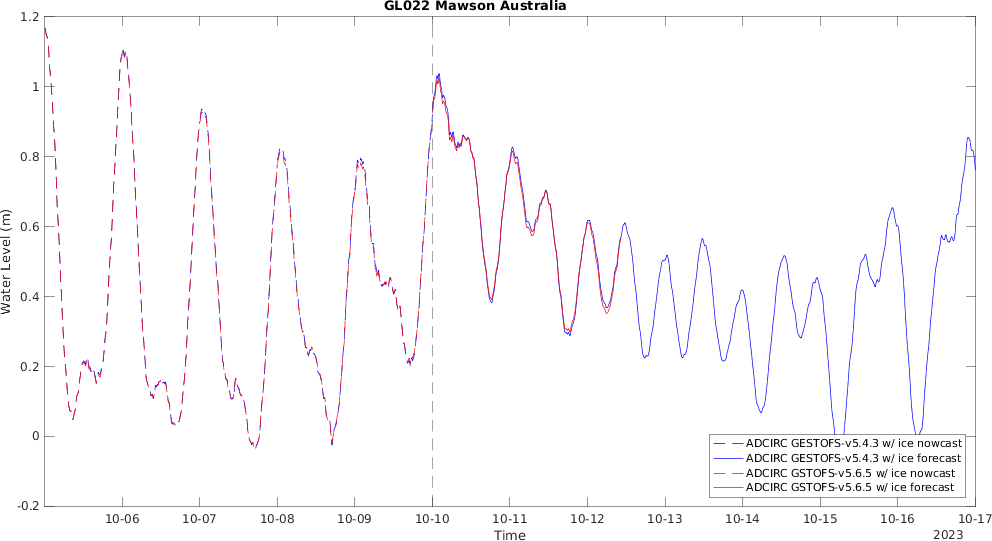 GL022 Mawson Australia
1.2
1
0.8
0.6
0.4
0.2
0
-0.2
Water Level (m)
10-06 10-07 10-08 10-09 10-10 10-11 10-12 10-13 10-14 10-15 10-16 10-17
Time
2023
ADCIRC GESTOFS-v5.4.3 w/ ice nowcast
ADCIRC GESTOFS-v5.4.3 w/ ice forecast
ADCIRC GSTOFS-v5.6.5 w/ ice nowcast
ADCIRC GSTOFS-v5.6.5 w/ ice forecast